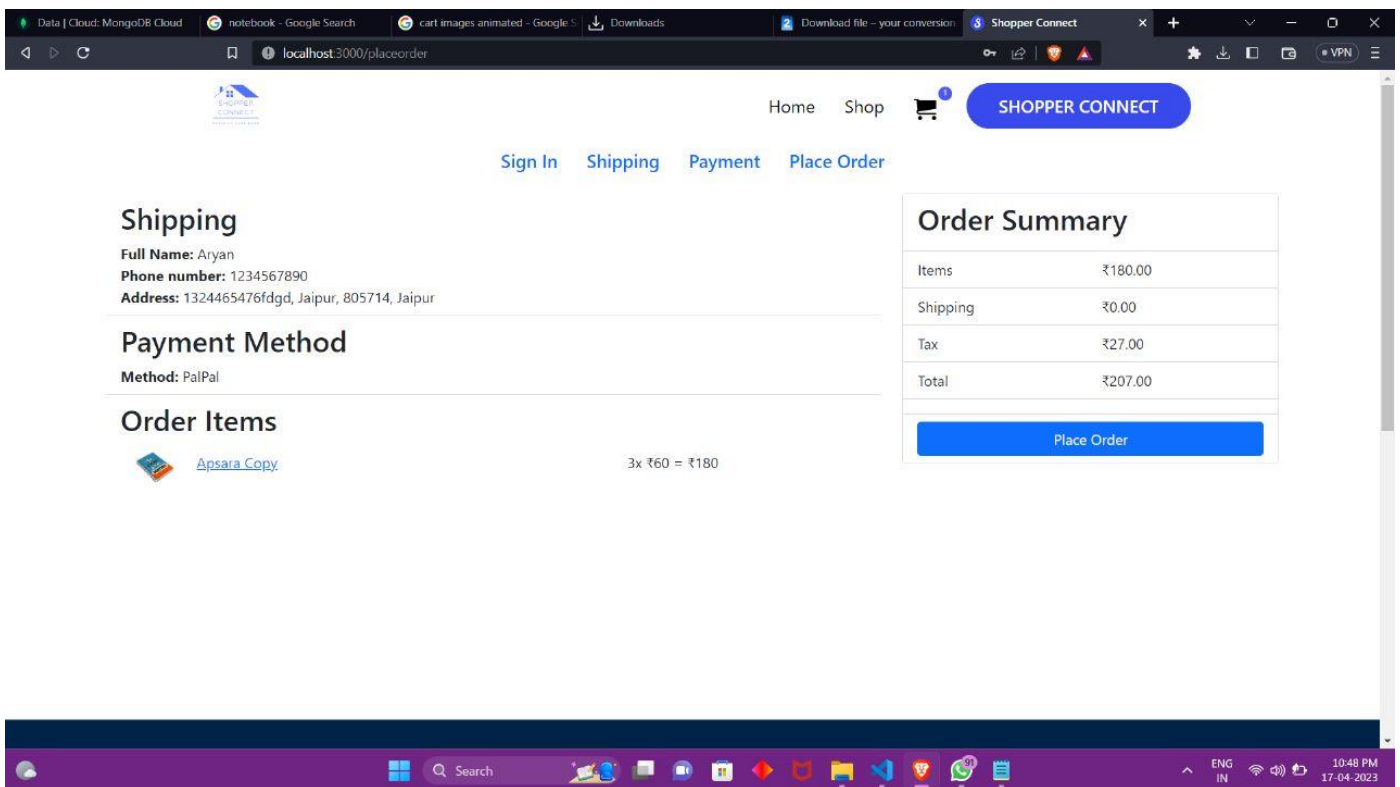 Data | Cloud: MongoDB Cloud notebook - Google Search cart images animated - Google S Downloads Download file – your conversion Shopper Connect
localhost:3000/placeorder VPN
SHOPPER
CONNECT
Home Shop 1 SHOPPER CONNECT
Sign In Shipping Payment Place Order
Shipping
Full Name: Aryan
Phone number: 1234567890
Address: 1324465476fdgd, Jaipur, 805714, Jaipur
Payment Method
Method: PalPal
Order Items
Apsara Copy 3x ₹60 = ₹180
Order Summary
Items ₹180.00
Shipping ₹0.00
Tax ₹27.00
Total ₹207.00
Place Order
Search 91 ENG IN 10:48 PM
17-04-2023